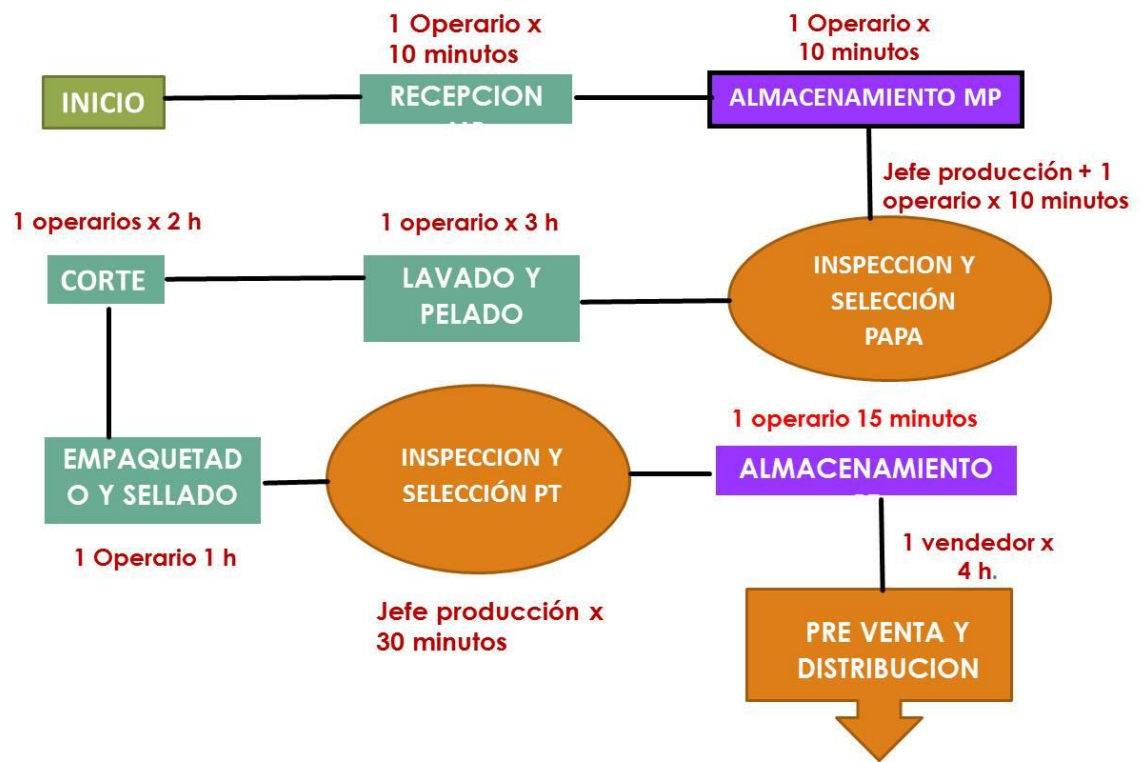 1 Operario x
10 minutos
1 Operario x
10 minutos
INICIO
RECEPCION
ALMACENAMIENTO MP
Jefe producción + 1
operario x 10 minutos
1 operarios x 2 h
1 operario x 3 h
CORTE
LAVADO Y
PELADO
INSPECCION Y
SELECCIÓN
PAPA
EMPAQUETAD
O Y SELLADO
INSPECCION Y
SELECCIÓN PT
1 operario 15 minutos
ALMACENAMIENTO
1 Operario 1 h
Jefe producción x
30 minutos
1 vendedor x
4 h.
PRE VENTA Y
DISTRIBUCION